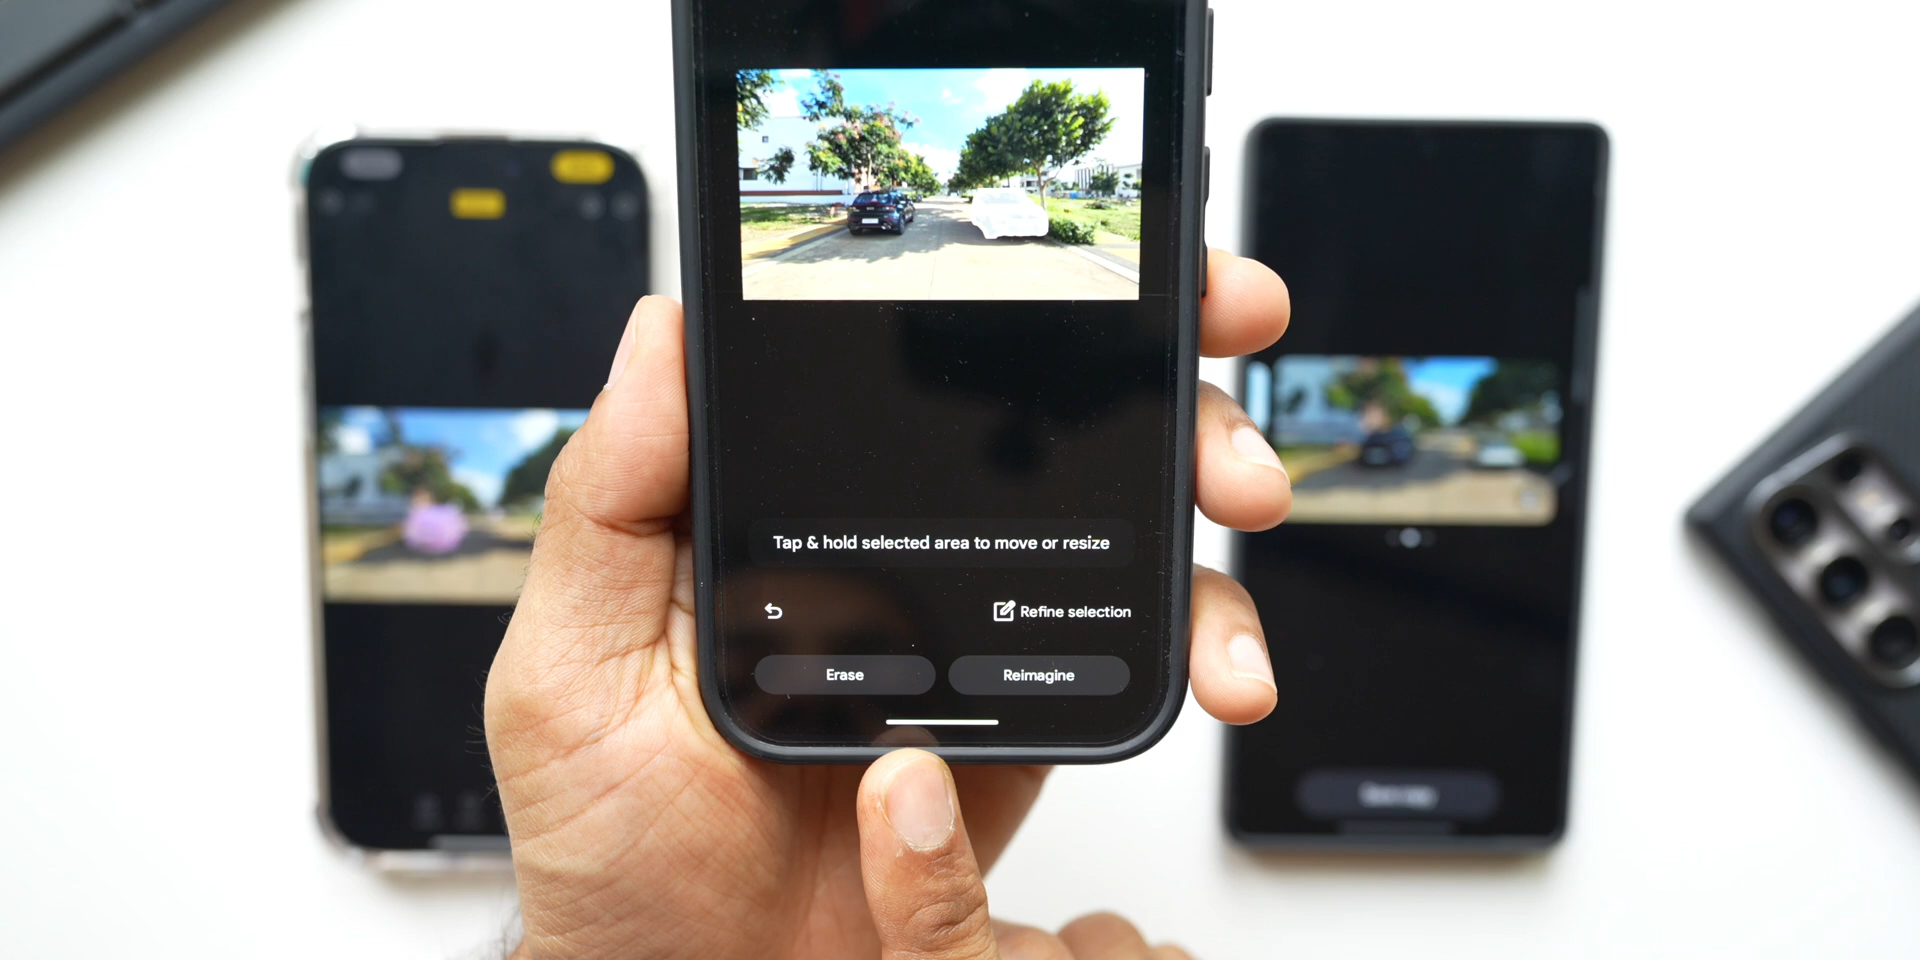 Tap & hold selected area to move or resize
Refine selection
Erase
Reimagine